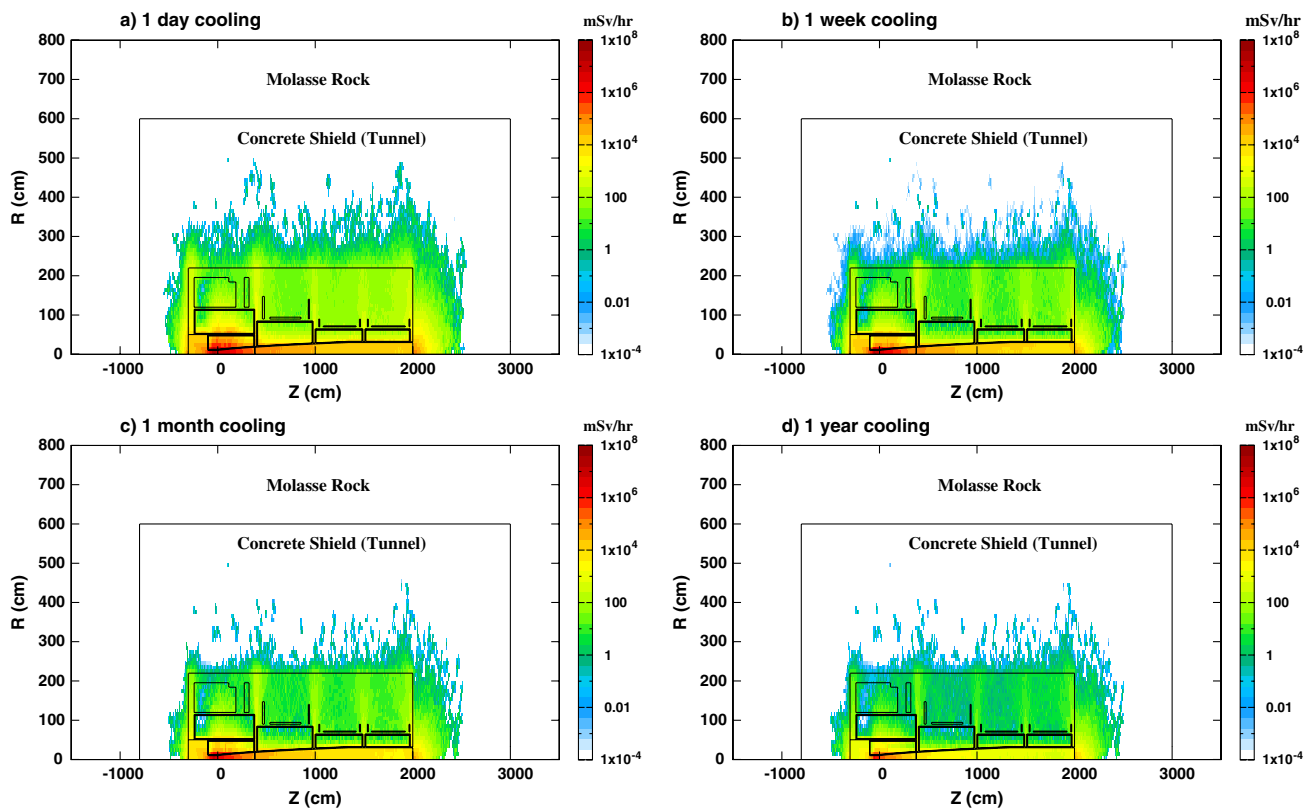 a) 1 day cooling
mSv/hr
800
700
600
500
400
300
200
100
0
R (cm)
Molasse Rock
Concrete Shield (Tunnel)
-1000
0
1000
2000
3000
Z (cm)
1x10^8
1x10^6
1x10^4
100
1
0.01
1x10^-4
b) 1 week cooling
mSv/hr
800
700
600
500
400
300
200
100
0
R (cm)
Molasse Rock
Concrete Shield (Tunnel)
-1000
0
1000
2000
3000
Z (cm)
1x10^8
1x10^6
1x10^4
100
1
0.01
1x10^-4
c) 1 month cooling
mSv/hr
800
700
600
500
400
300
200
100
0
R (cm)
Molasse Rock
Concrete Shield (Tunnel)
-1000
0
1000
2000
3000
Z (cm)
1x10^8
1x10^6
1x10^4
100
1
0.01
1x10^-4
d) 1 year cooling
mSv/hr
800
700
600
500
400
300
200
100
0
R (cm)
Molasse Rock
Concrete Shield (Tunnel)
-1000
0
1000
2000
3000
Z (cm)
1x10^8
1x10^6
1x10^4
100
1
0.01
1x10^-4